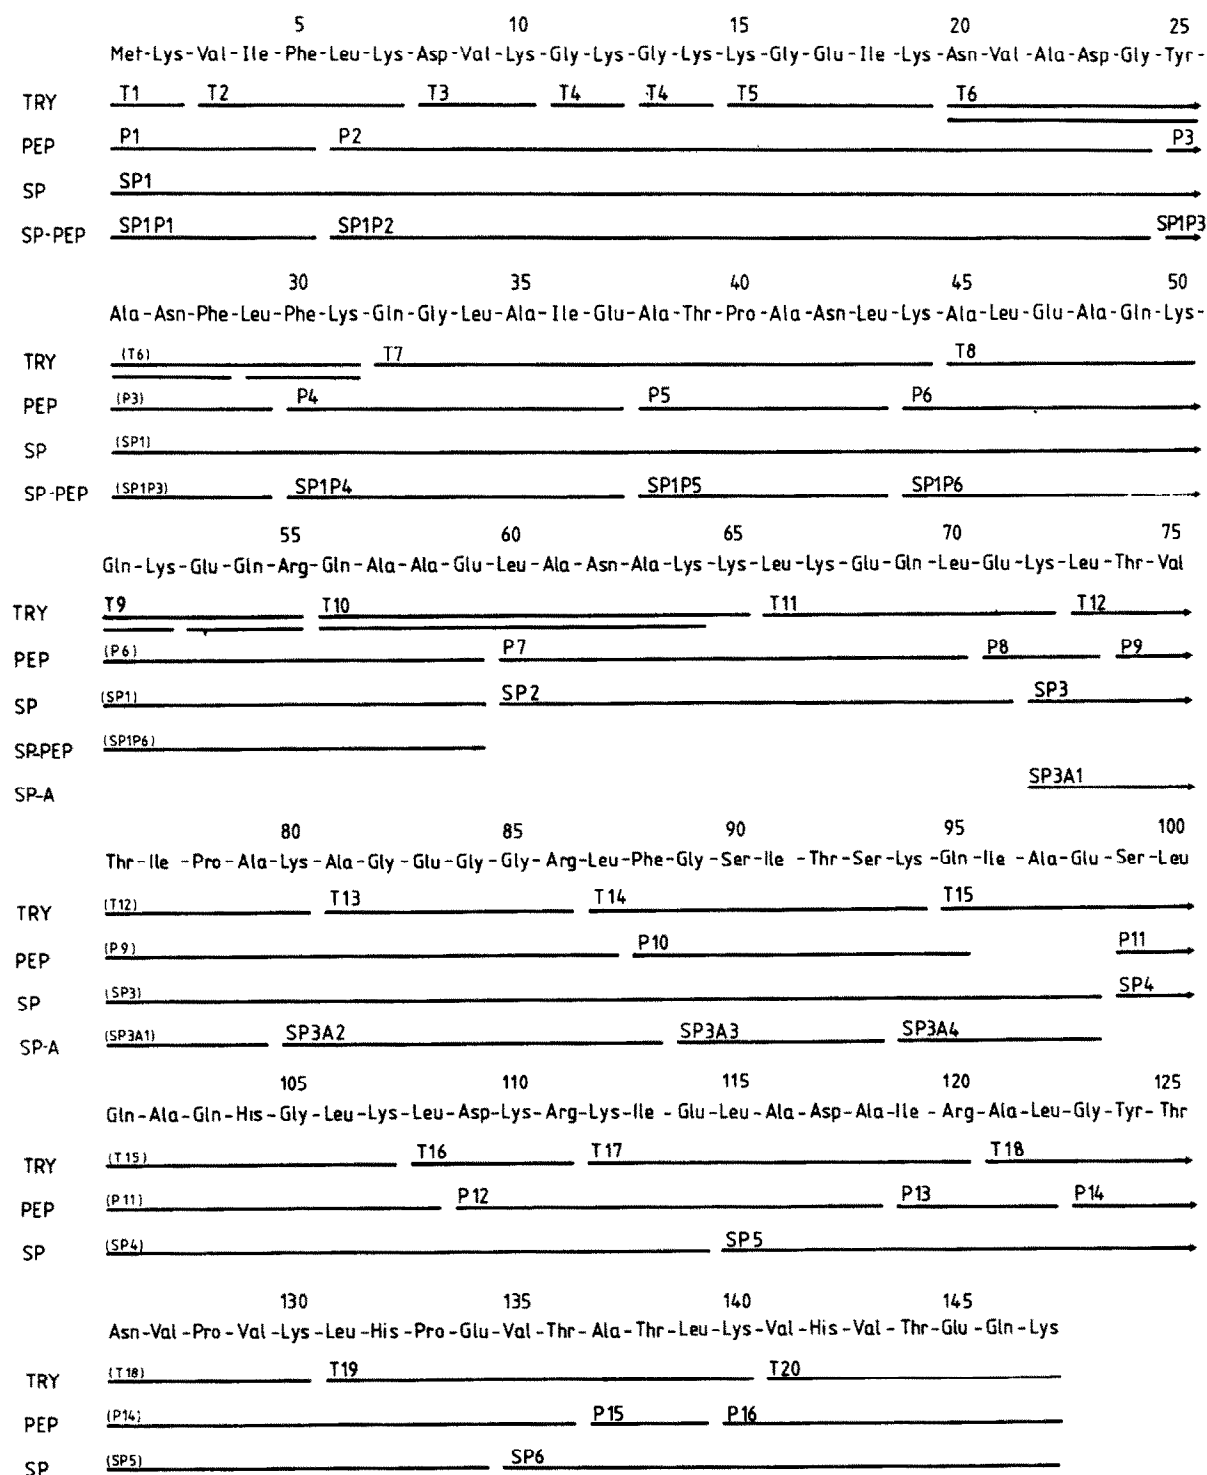 5 10 15 20 25
Met-Lys-Val-Ile-Phe-Leu-Lys-Asp-Val-Lys-Gly-Lys-Gly-Lys-Lys-Gly-Glu-Ile-Lys-Asn-Val-Ala-Asp-Gly-Tyr-
TRY T1 T2 T3 T4 T4 T5 T6
PEP P1 P2 P3
SP SP1
SP-PEP SP1P1 SP1P2 SP1P3
30 35 40 45 50
Ala-Asn-Phe-Leu-Phe-Lys-Gln-Gly-Leu-Ala-Ile-Glu-Ala-Thr-Pro-Ala-Asn-Leu-Lys-Ala-Leu-Glu-Ala-Gln-Lys-
TRY (T6) T7 T8
PEP (P3) P4 P5 P6
SP (SP1)
SP-PEP (SP1P3) SP1P4 SP1P5 SP1P6
55 60 65 70 75
Gln-Lys-Glu-Gln-Arg-Gln-Ala-Ala-Glu-Leu-Ala-Asn-Ala-Lys-Lys-Leu-Lys-Glu-Gln-Leu-Glu-Lys-Leu-Thr-Val
TRY T9 T10 T11 T12
PEP (P6) P7 P8 P9
SP (SP1) SP2 SP3
SP-PEP (SP1P6)
SP-A SP3A1
80 85 90 95 100
Thr-Ile-Pro-Ala-Lys-Ala-Gly-Glu-Gly-Gly-Arg-Leu-Phe-Gly-Ser-Ile-Thr-Ser-Lys-Gln-Ile-Ala-Glu-Ser-Leu
TRY (T12) T13 T14 T15
PEP (P9) P10 P11
SP (SP3) SP4
SP-A (SP3A1) SP3A2 SP3A3 SP3A4
105 110 115 120 125
Gln-Ala-Gln-His-Gly-Leu-Lys-Leu-Asp-Lys-Arg-Lys-Ile-Glu-Leu-Ala-Asp-Ala-Ile-Arg-Ala-Leu-Gly-Tyr-Thr
TRY (T15) T16 T17 T18
PEP (P11) P12 P13 P14
SP (SP4) SP5
130 135 140 145
Asn-Val-Pro-Val-Lys-Leu-His-Pro-Glu-Val-Thr-Ala-Thr-Leu-Lys-Val-His-Val-Thr-Glu-Gln-Lys
TRY (T18) T19 T20
PEP (P14) P15 P16
SP (SP5) SP6